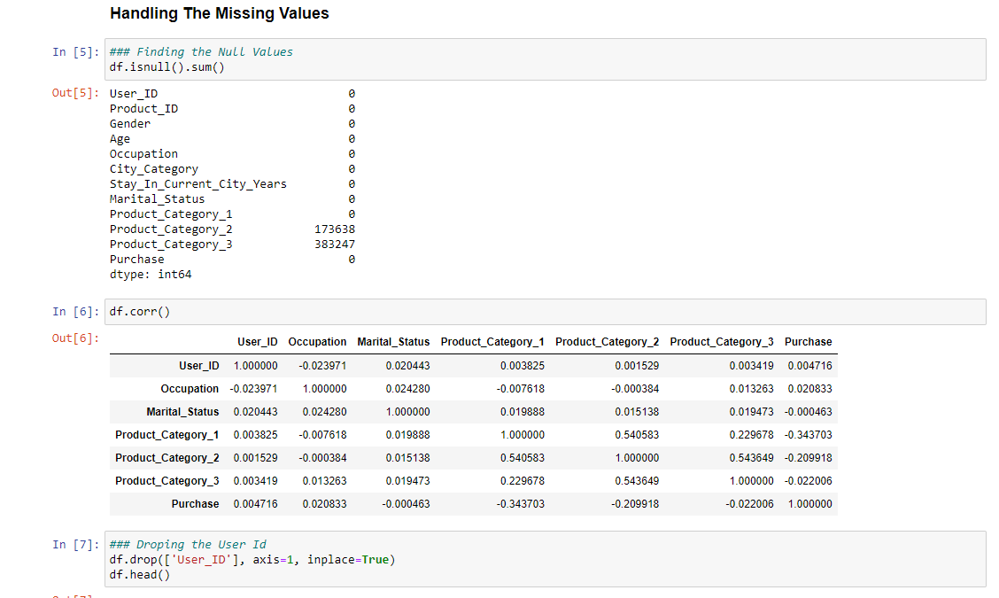 Handling The Missing Values
In [5]: ### Finding the Null Values
df.isnull().sum()
Out[5]: User_ID 0
Product_ID 0
Gender 0
Age 0
Occupation 0
City_Category 0
Stay_In_Current_City_Years 0
Marital_Status 0
Product_Category_1 0
Product_Category_2 173638
Product_Category_3 383247
Purchase 0
dtype: int64
In [6]: df.corr()
Out[6]:
User_ID Occupation Marital_Status Product_Category_1 Product_Category_2 Product_Category_3 Purchase
User_ID 1.000000 -0.023971 0.020443 0.003825 0.001529 0.003419 0.004716
Occupation -0.023971 1.000000 0.024280 -0.007618 -0.000384 0.013263 0.020833
Marital_Status 0.020443 0.024280 1.000000 0.019888 0.015138 0.019473 -0.000463
Product_Category_1 0.003825 -0.007618 0.019888 1.000000 0.540583 0.229678 -0.343703
Product_Category_2 0.001529 -0.000384 0.015138 0.540583 1.000000 0.543649 -0.209918
Product_Category_3 0.003419 0.013263 0.019473 0.229678 0.543649 1.000000 -0.022006
Purchase 0.004716 0.020833 -0.000463 -0.343703 -0.209918 -0.022006 1.000000
In [7]: ### Droping the User Id
df.drop(['User_ID'], axis=1, inplace=True)
df.head()